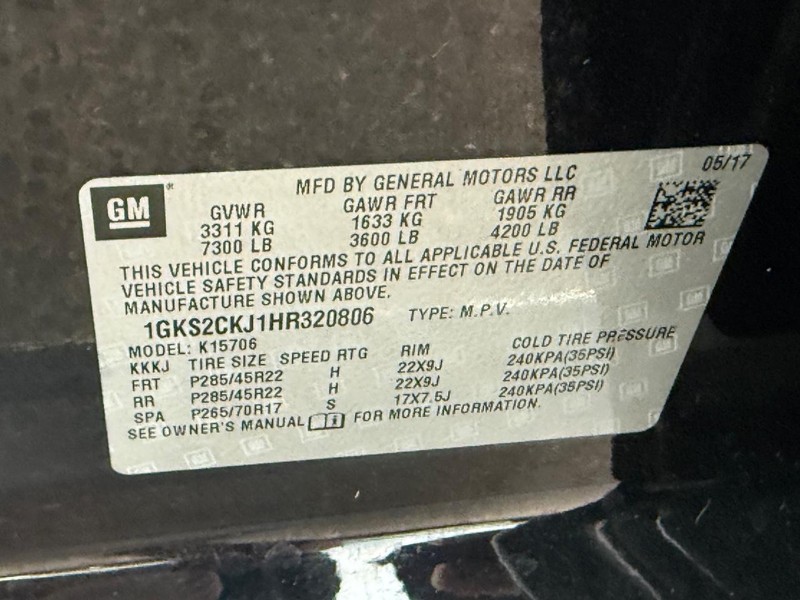 05/17
GM
MFD BY GENERAL MOTORS LLC
GVWR GAWR FRT GAWR RR
3311 KG 1633 KG 1905 KG
7300 LB 3600 LB 4200 LB
THIS VEHICLE CONFORMS TO ALL APPLICABLE U.S. FEDERAL MOTOR
VEHICLE SAFETY STANDARDS IN EFFECT ON THE DATE OF
MANUFACTURE SHOWN ABOVE.
1GKS2CKJ1HR320806 TYPE: M.P.V.
MODEL: K15706
KKKJ TIRE SIZE SPEED RTG RIM COLD TIRE PRESSURE
FRT P285/45R22 H 22X9J 240KPA(35PSI)
RR P285/45R22 H 22X9J 240KPA(35PSI)
SPA P265/70R17 S 17X7.5J 240KPA(35PSI)
SEE OWNER'S MANUAL FOR MORE INFORMATION.